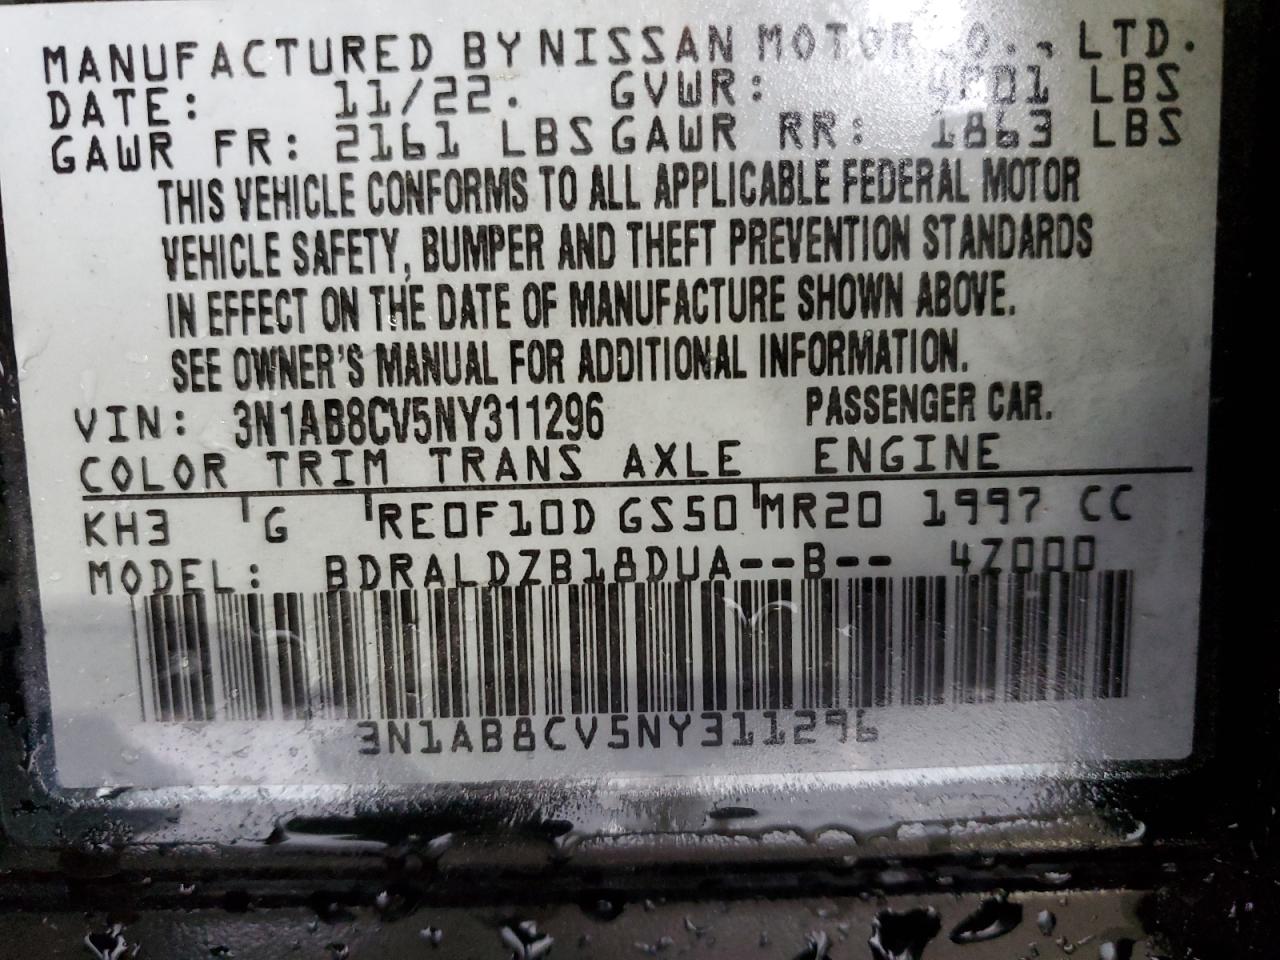 MANUFACTURED BY NISSAN MOTOR CO., LTD.
DATE: 11/22. GVWR: LBS
GAWR FR: 2161 LBS GAWR RR: 1863 LBS
THIS VEHICLE CONFORMS TO ALL APPLICABLE FEDERAL MOTOR
VEHICLE SAFETY, BUMPER AND THEFT PREVENTION STANDARDS
IN EFFECT ON THE DATE OF MANUFACTURE SHOWN ABOVE.
SEE OWNER'S MANUAL FOR ADDITIONAL INFORMATION.
VIN: 3N1AB8CV5NY311296 PASSENGER CAR.
COLOR TRIM TRANS AXLE ENGINE
KH3 G RE0F10D GS50 MR20 1997 CC
MODEL: BDRALDZB18DUA--B-- 4Z000
3N1AB8CV5NY311296